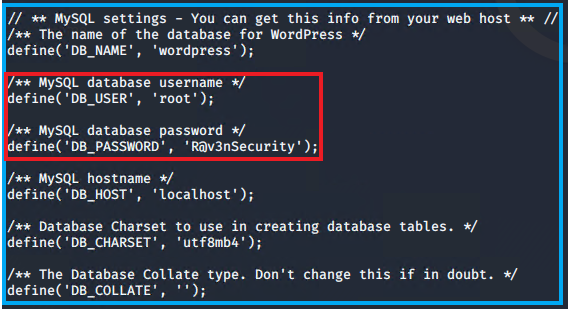 // ** MySQL settings - You can get this info from your web host ** //
/** The name of the database for WordPress */
define('DB_NAME', 'wordpress');
/** MySQL database username */
define('DB_USER', 'root');
/** MySQL database password */
define('DB_PASSWORD', 'R@v3nSecurity');
/** MySQL hostname */
define('DB_HOST', 'localhost');
/** Database Charset to use in creating database tables. */
define('DB_CHARSET', 'utf8mb4');
/** The Database Collate type. Don't change this if in doubt. */
define('DB_COLLATE', '');